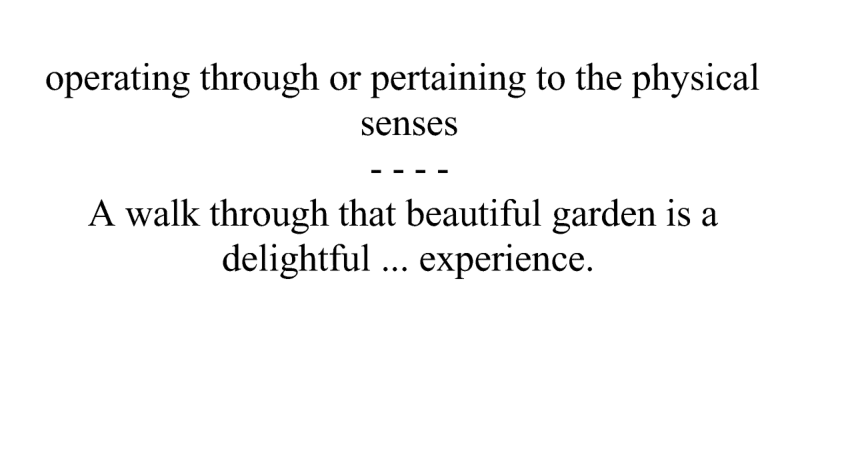 operating through or pertaining to the physical
senses
- - - -
A walk through that beautiful garden is a
delightful ... experience.